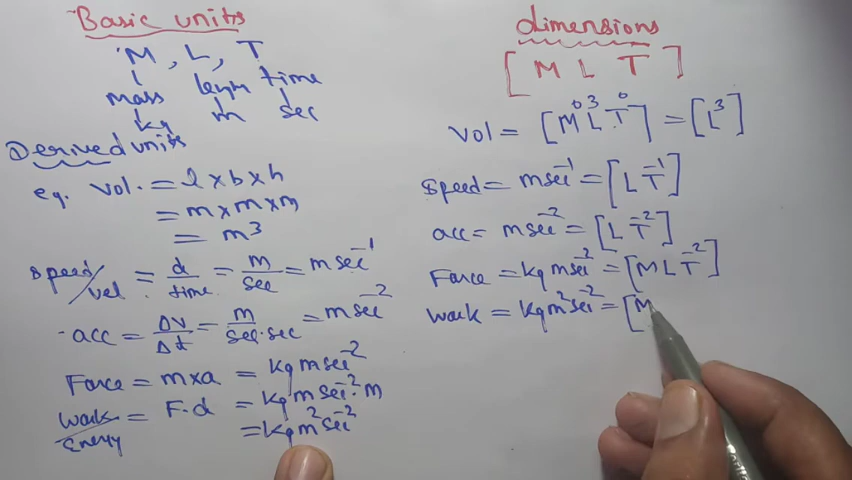 Basic units
M, L, T
mass length time
kg m sec
Derived units
eg. Vol. = l x b x h
= m x m x m
= m³
speed/vel = d/time = m/sec = m sec⁻¹
acc = ΔV/Δt = m/sec.sec = m sec⁻²
Force = m x a = kg m sec⁻²
Work/Energy = F.d = kg m sec⁻².m
= kg m² sec⁻²
dimensions
[M L T]
Vol = [M⁰ L³ T⁰] = [L³]
Speed = m sec⁻¹ = [L T⁻¹]
acc = m sec⁻² = [L T⁻²]
Force = kg m sec⁻² = [M L T⁻²]
Work = kg m² sec⁻² = [M